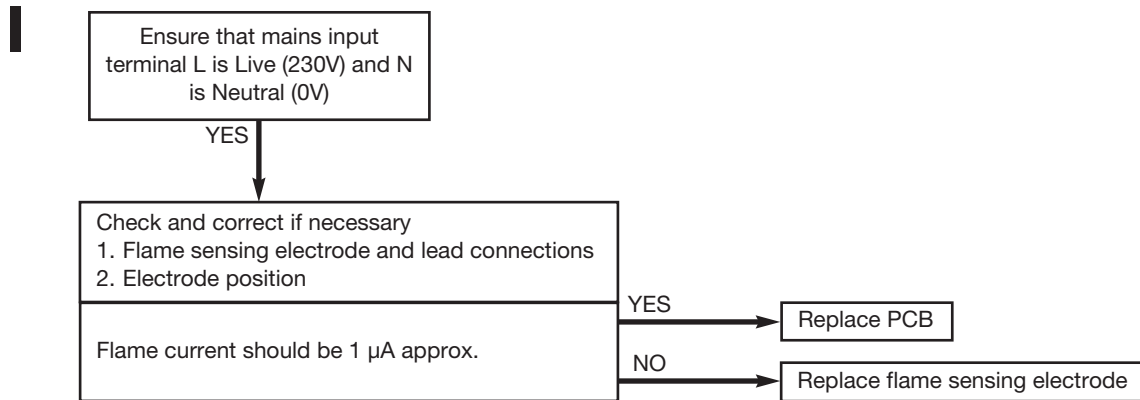 I
Ensure that mains input
terminal L is Live (230V) and N
is Neutral (0V)
YES
Check and correct if necessary
1. Flame sensing electrode and lead connections
2. Electrode position
YES
Replace PCB
Flame current should be 1 µA approx.
NO
Replace flame sensing electrode